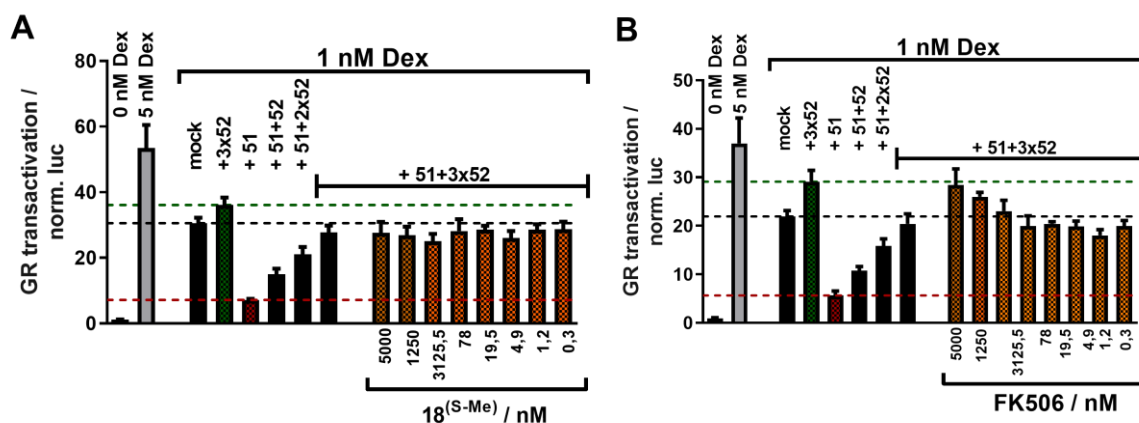 A
1 nM Dex
0 nM Dex
5 nM Dex
mock
+3x52
+ 51
+ 51+52
+ 51+2x52
+ 51+3x52
GR transactivation /
norm. luc
80
60
40
20
0
5000
1250
3125,5
78
19,5
4,9
1,2
0,3
18(S-Me) / nM
B
1 nM Dex
0 nM Dex
5 nM Dex
mock
+3x52
+ 51
+ 51+52
+ 51+2x52
+ 51+3x52
GR transactivation /
norm. luc
50
40
30
20
10
0
5000
1250
3125,5
78
19,5
4,9
1,2
0,3
FK506 / nM